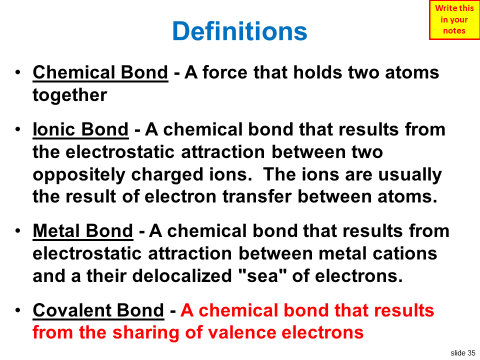 Write this
in your
notes
Definitions
• Chemical Bond - A force that holds two atoms
together
• Ionic Bond - A chemical bond that results from
the electrostatic attraction between two
oppositely charged ions.  The ions are usually
the result of electron transfer between atoms.
• Metal Bond - A chemical bond that results from
electrostatic attraction between metal cations
and a their delocalized "sea" of electrons.
• Covalent Bond - A chemical bond that results
from the sharing of valence electrons
slide 35